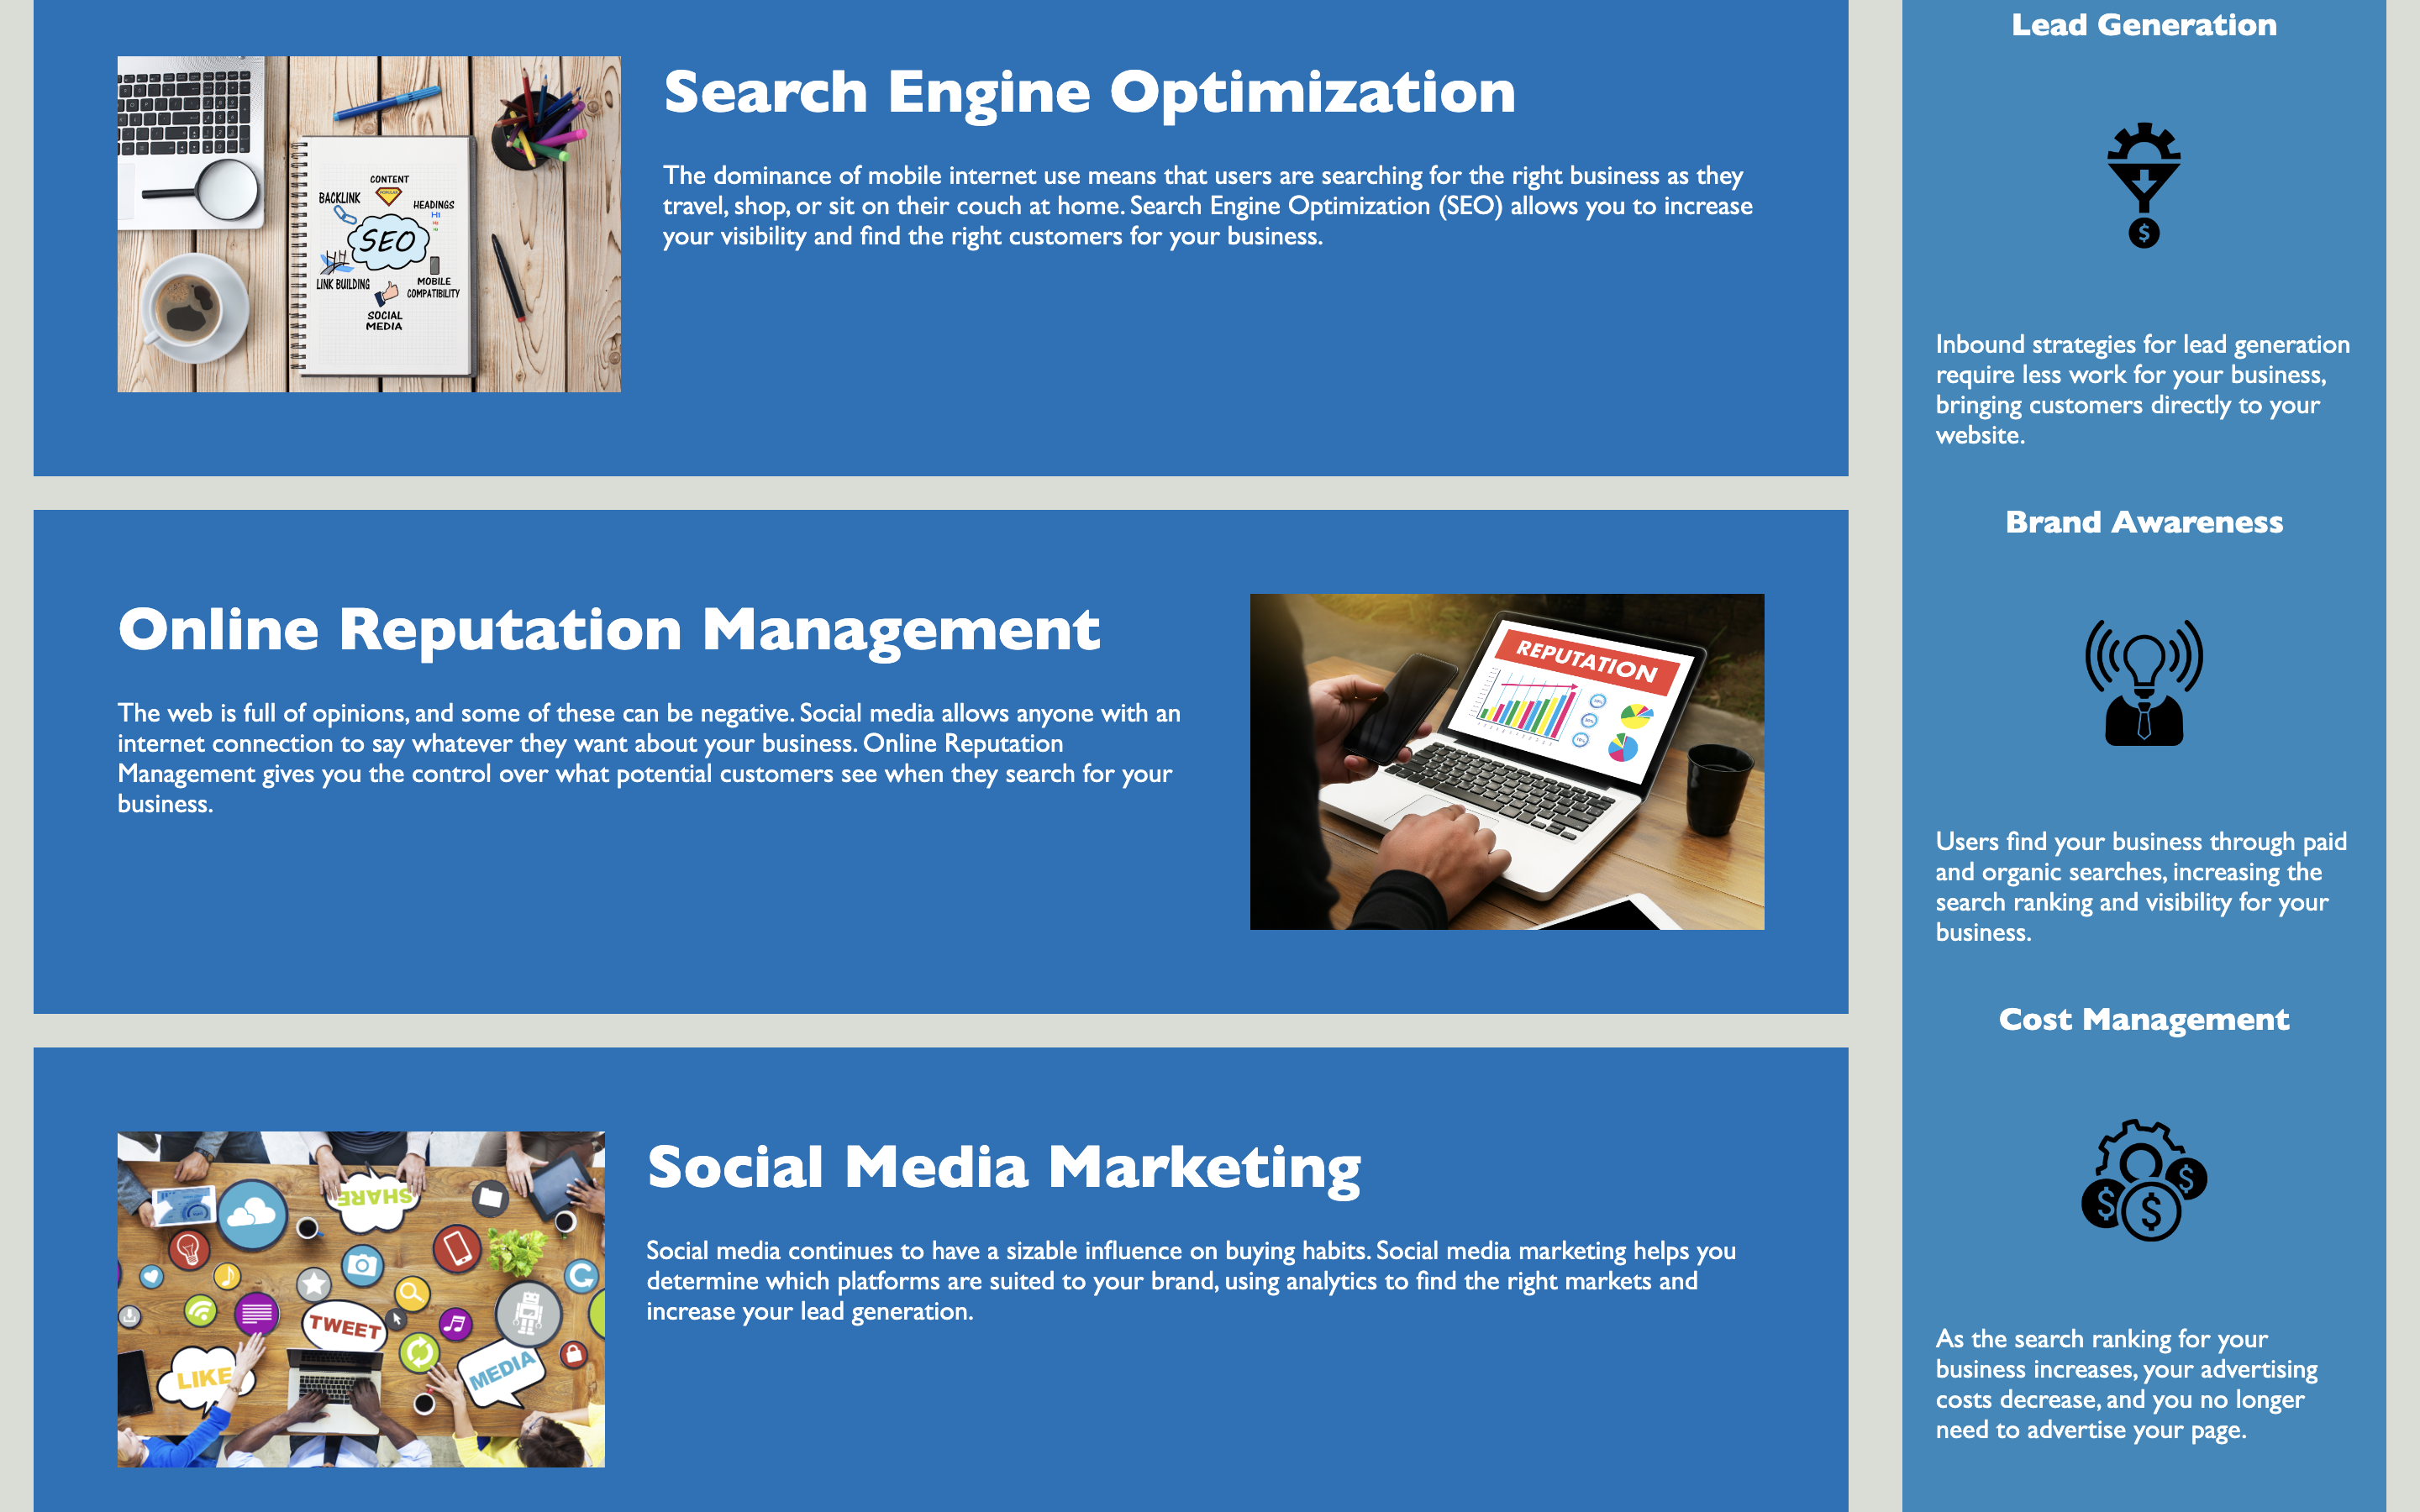 Search Engine Optimization
The dominance of mobile internet use means that users are searching for the right business as they
travel, shop, or sit on their couch at home. Search Engine Optimization (SEO) allows you to increase
your visibility and find the right customers for your business.
CONTENT
BACKLINK
HEADINGS
H1
SEO
LINK BUILDING
MOBILE
COMPATIBILITY
SOCIAL
MEDIA
Online Reputation Management
The web is full of opinions, and some of these can be negative. Social media allows anyone with an
internet connection to say whatever they want about your business. Online Reputation
Management gives you the control over what potential customers see when they search for your
business.
REPUTATION
Social Media Marketing
Social media continues to have a sizable influence on buying habits. Social media marketing helps you
determine which platforms are suited to your brand, using analytics to find the right markets and
increase your lead generation.
SHARE
TWEET
LIKE
MEDIA
Lead Generation
$
Inbound strategies for lead generation
require less work for your business,
bringing customers directly to your
website.
Brand Awareness
Users find your business through paid
and organic searches, increasing the
search ranking and visibility for your
business.
Cost Management
$ $ $
As the search ranking for your
business increases, your advertising
costs decrease, and you no longer
need to advertise your page.